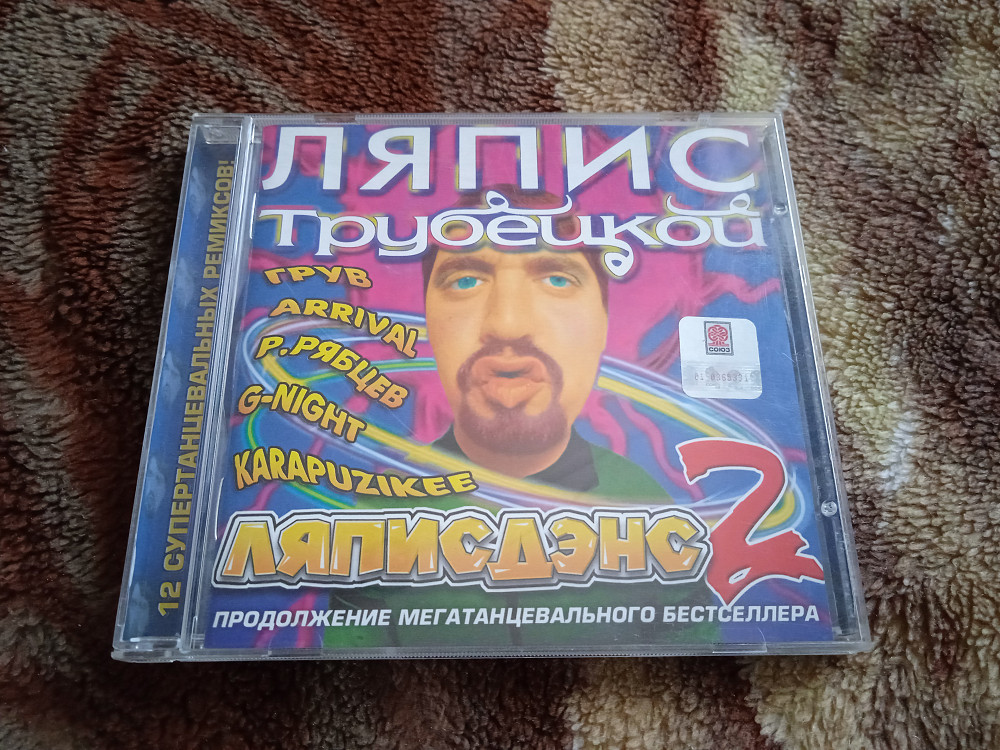 12 СУПЕРТАНЦЕВАЛЬНЫХ РЕМИКСОВ!
ЛЯПИС
Трубецкой
ГРУВ
ARRIVAL
Р.РЯБЦЕВ
G-NIGHT
KARAPUZIKEE
СОЮЗ
ЛЯПИСДЭНС 2
ПРОДОЛЖЕНИЕ МЕГАТАНЦЕВАЛЬНОГО БЕСТСЕЛЛЕРА